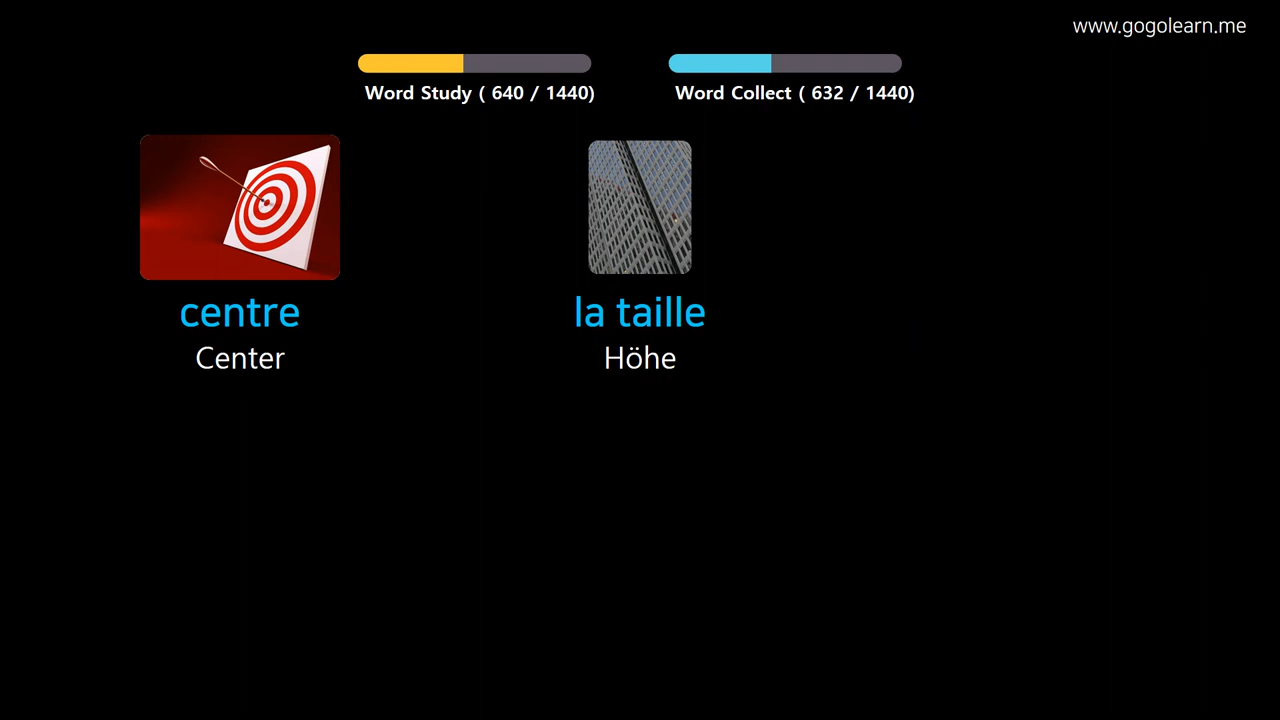 www.gogolearn.me
Word Study ( 640 / 1440)
Word Collect ( 632 / 1440)
centre
Center
la taille
Höhe